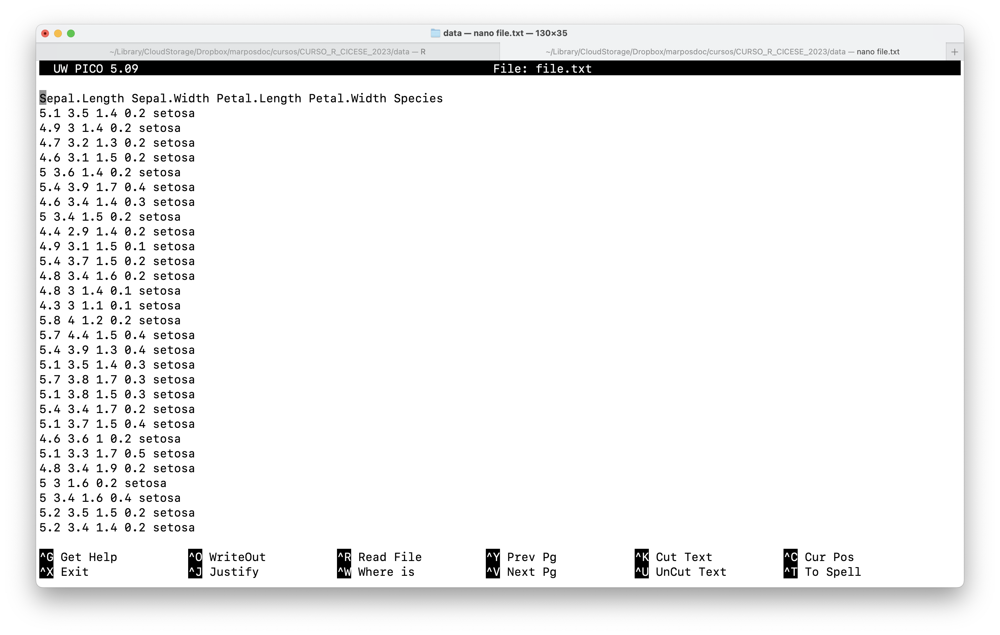 data — nano file.txt — 130×35
~/Library/CloudStorage/Dropbox/marposdoc/cursos/CURSO_R_CICESE_2023/data — R
~/Library/CloudStorage/Dropbox/marposdoc/cursos/CURSO_R_CICESE_2023/data — nano file.txt
UW PICO 5.09 File: file.txt
Sepal.Length Sepal.Width Petal.Length Petal.Width Species
5.1 3.5 1.4 0.2 setosa
4.9 3 1.4 0.2 setosa
4.7 3.2 1.3 0.2 setosa
4.6 3.1 1.5 0.2 setosa
5 3.6 1.4 0.2 setosa
5.4 3.9 1.7 0.4 setosa
4.6 3.4 1.4 0.3 setosa
5 3.4 1.5 0.2 setosa
4.4 2.9 1.4 0.2 setosa
4.9 3.1 1.5 0.1 setosa
5.4 3.7 1.5 0.2 setosa
4.8 3.4 1.6 0.2 setosa
4.8 3 1.4 0.1 setosa
4.3 3 1.1 0.1 setosa
5.8 4 1.2 0.2 setosa
5.7 4.4 1.5 0.4 setosa
5.4 3.9 1.3 0.4 setosa
5.1 3.5 1.4 0.3 setosa
5.7 3.8 1.7 0.3 setosa
5.1 3.8 1.5 0.3 setosa
5.4 3.4 1.7 0.2 setosa
5.1 3.7 1.5 0.4 setosa
4.6 3.6 1 0.2 setosa
5.1 3.3 1.7 0.5 setosa
4.8 3.4 1.9 0.2 setosa
5 3 1.6 0.2 setosa
5 3.4 1.6 0.4 setosa
5.2 3.5 1.5 0.2 setosa
5.2 3.4 1.4 0.2 setosa
^G Get Help ^O WriteOut ^R Read File ^Y Prev Pg ^K Cut Text ^C Cur Pos
^X Exit ^J Justify ^W Where is ^V Next Pg ^U UnCut Text ^T To Spell